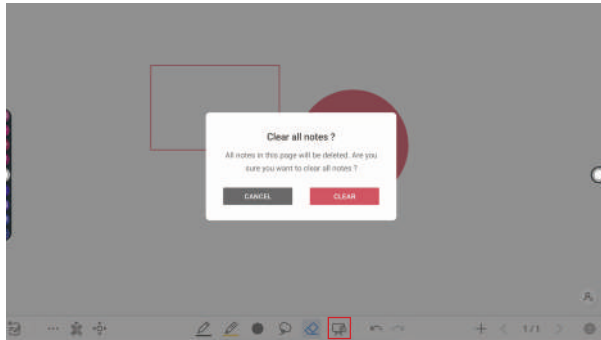 Clear all notes ?
All notes in this page will be deleted. Are you
sure you want to clear all notes ?
CANCEL
CLEAR
1/1